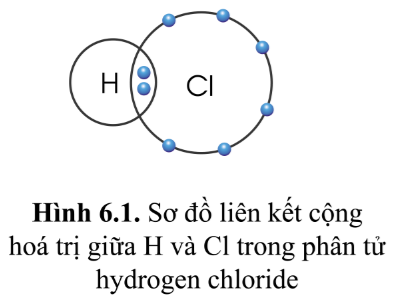 H
Cl
Hình 6.1. Sơ đồ liên kết cộng
hoá trị giữa H và Cl trong phân tử
hydrogen chloride